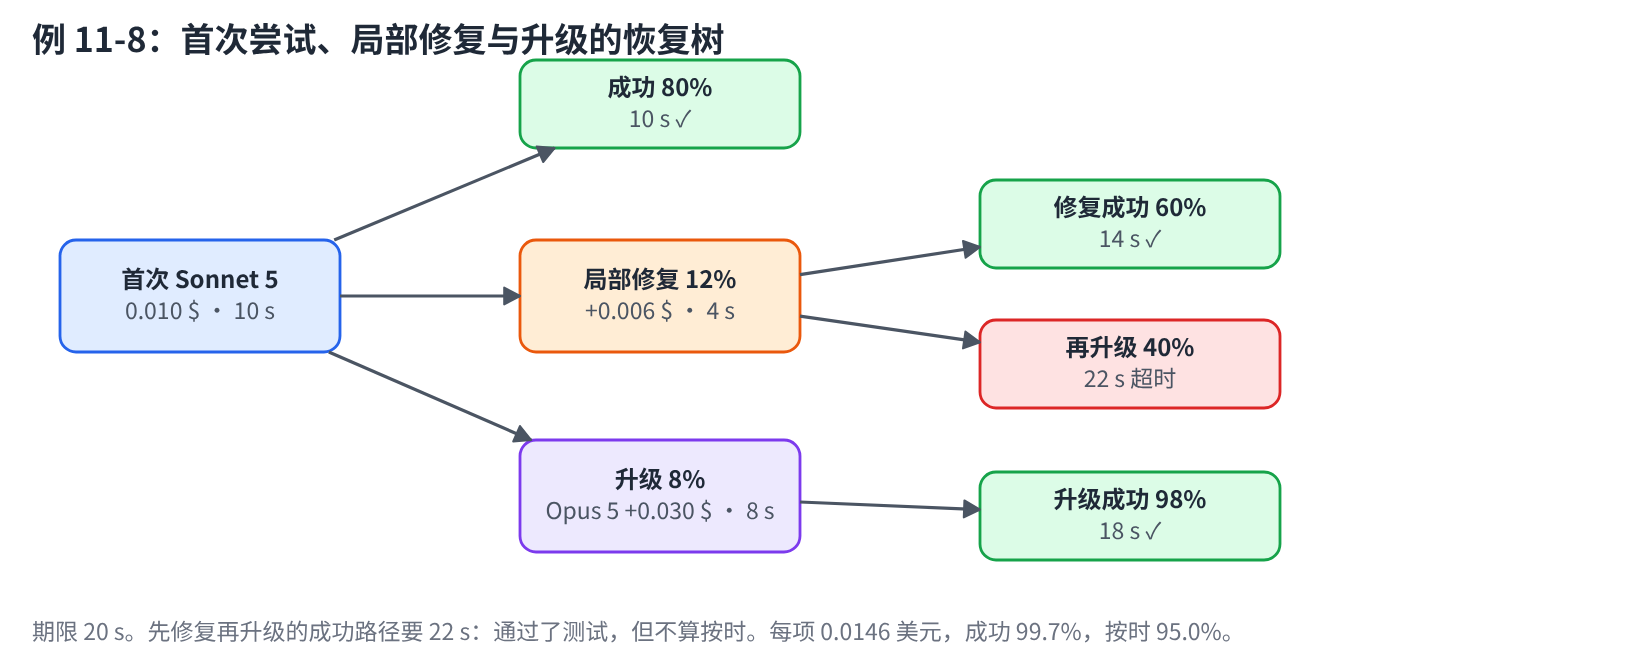 例 11-8：首次尝试、局部修复与升级的恢复树
成功 80%
10 s ✓
修复成功 60%
14 s ✓
首次 Sonnet 5
0.010 $ · 10 s
局部修复 12%
+0.006 $ · 4 s
再升级 40%
22 s 超时
升级 8%
Opus 5 +0.030 $ · 8 s
升级成功 98%
18 s ✓
期限 20 s。先修复再升级的成功路径要 22 s：通过了测试，但不算按时。每项 0.0146 美元，成功 99.7%，按时 95.0%。